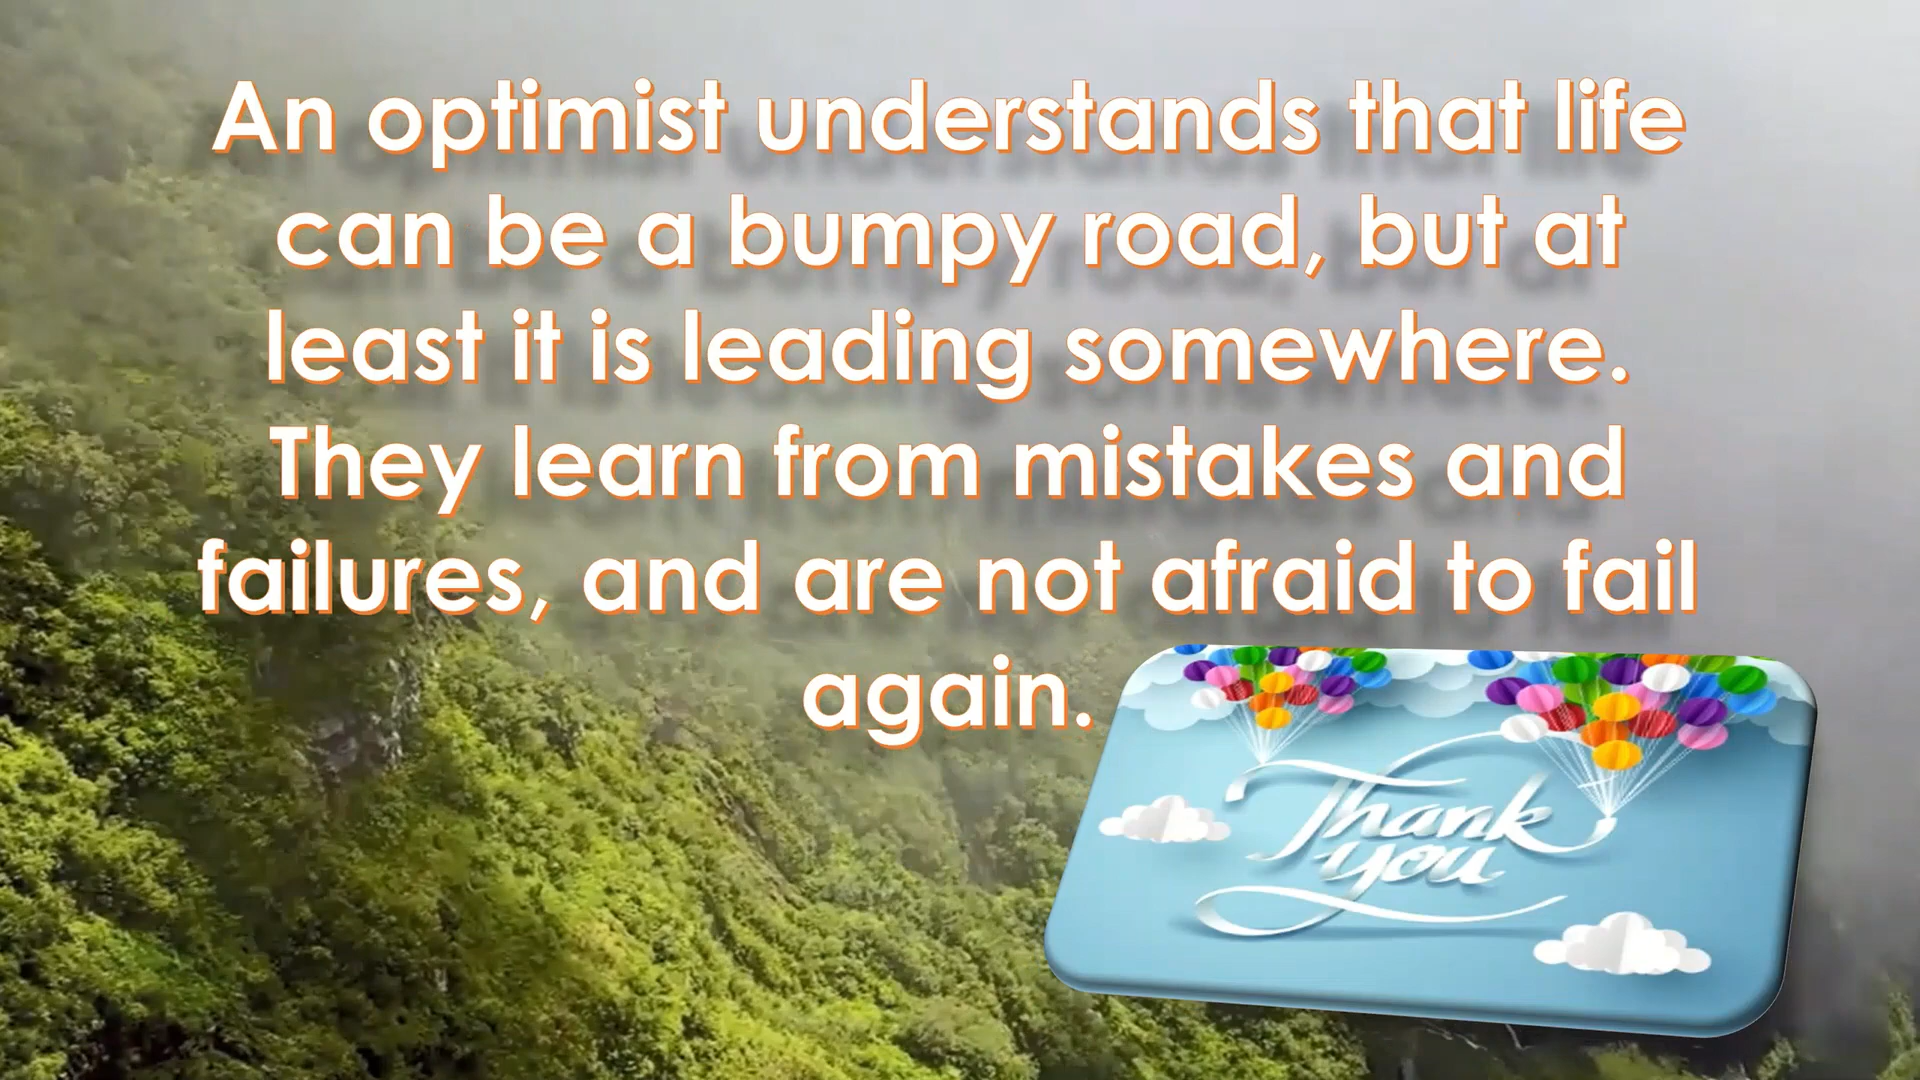 An optimist understands that life
can be a bumpy road, but at
least it is leading somewhere.
They learn from mistakes and
failures, and are not afraid to fail
again.
Thank
you